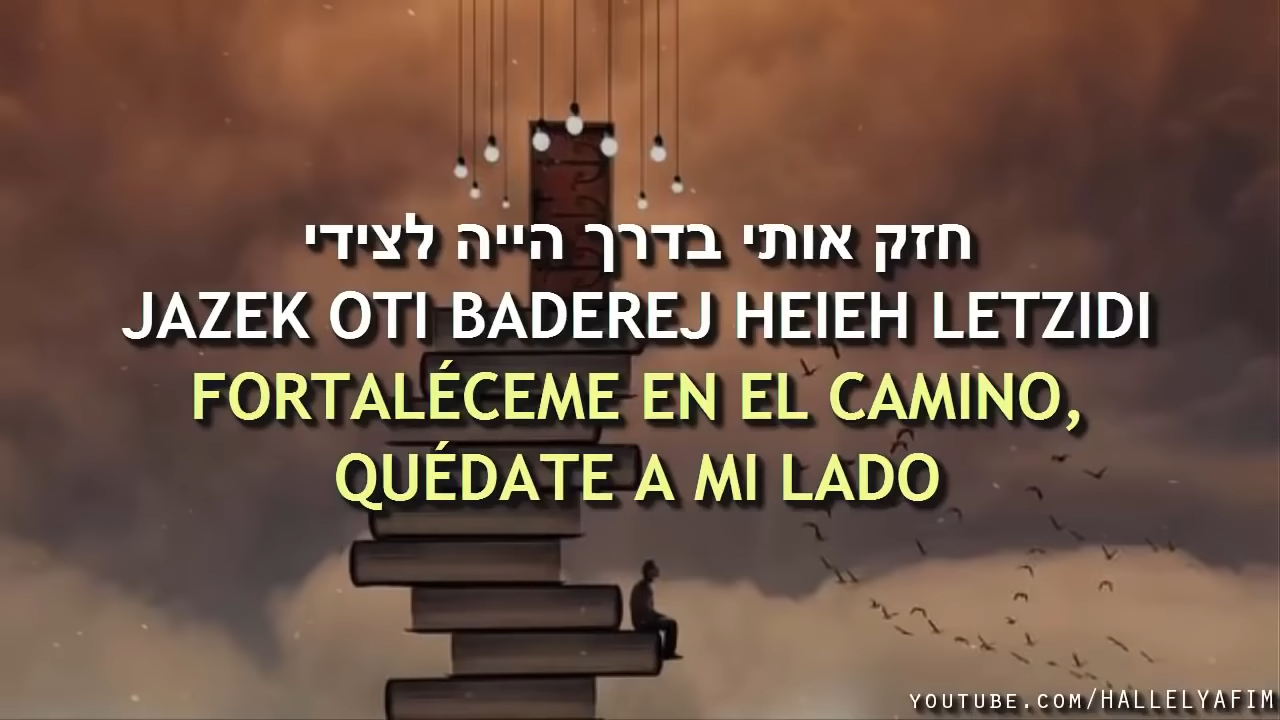 חזק אותי בדרך הייה לצידי
JAZEK OTI BADEREJ HEIEH LETZIDI
FORTALÉCEME EN EL CAMINO,
QUÉDATE A MI LADO
YOUTUBE.COM/HALLELYAFIM